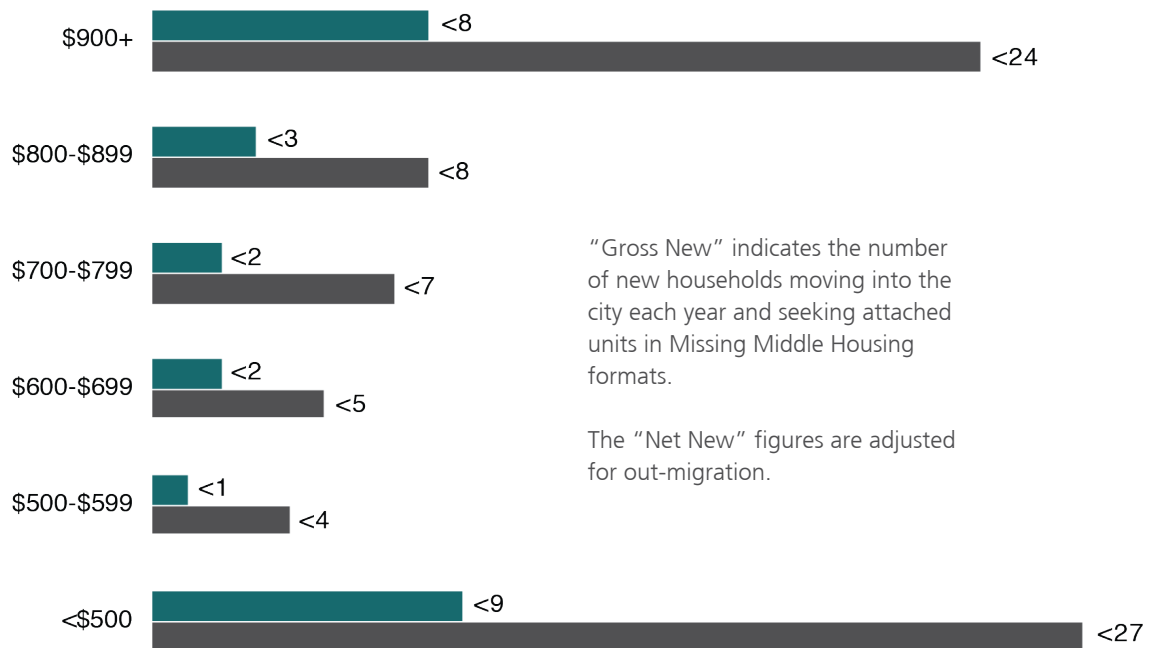 $900+
<8
<24
$800-$899
<3
<8
$700-$799
<2
<7
“Gross New” indicates the number
of new households moving into the
city each year and seeking attached
units in Missing Middle Housing
formats.
$600-$699
<2
<5
The “Net New” figures are adjusted
for out-migration.
$500-$599
<1
<4
<$500
<9
<27